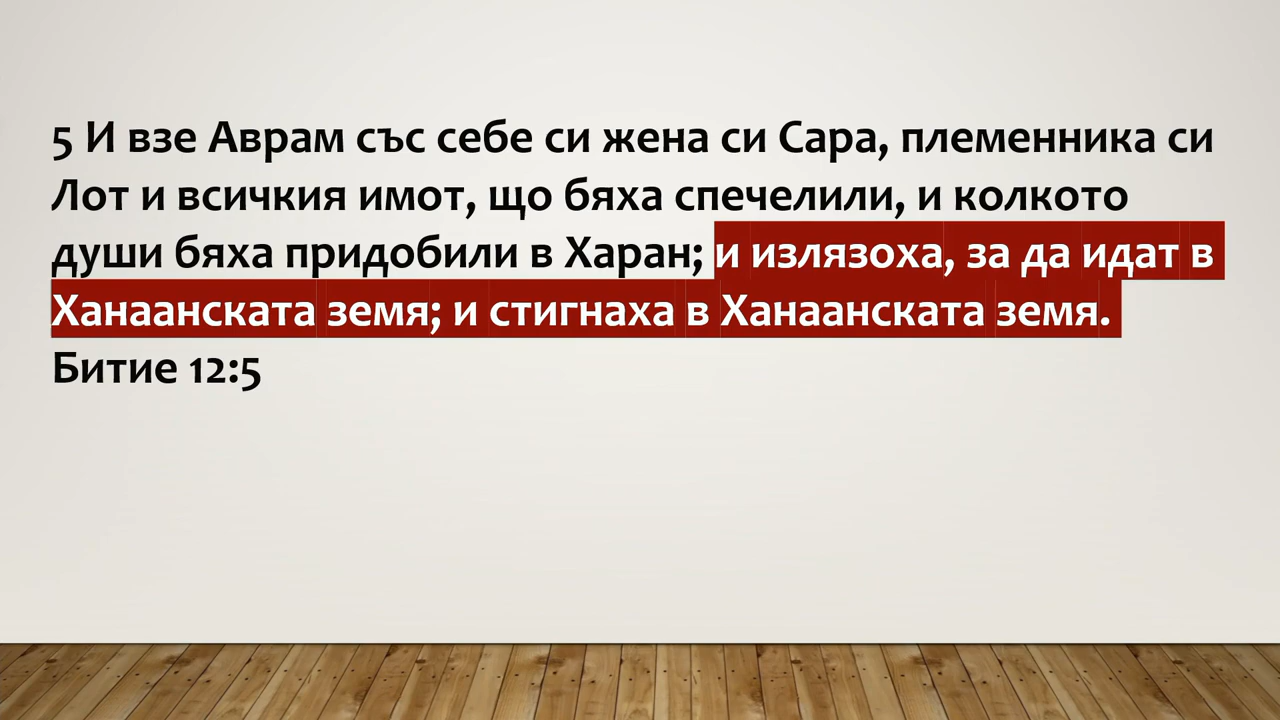 5 И взе Аврам със себе си жена си Сара, племенника си
Лот и всичкия имот, що бяха спечелили, и колкото
души бяха придобили в Харан; и излязоха, за да идат в
Ханаанската земя; и стигнаха в Ханаанската земя.
Битие 12:5